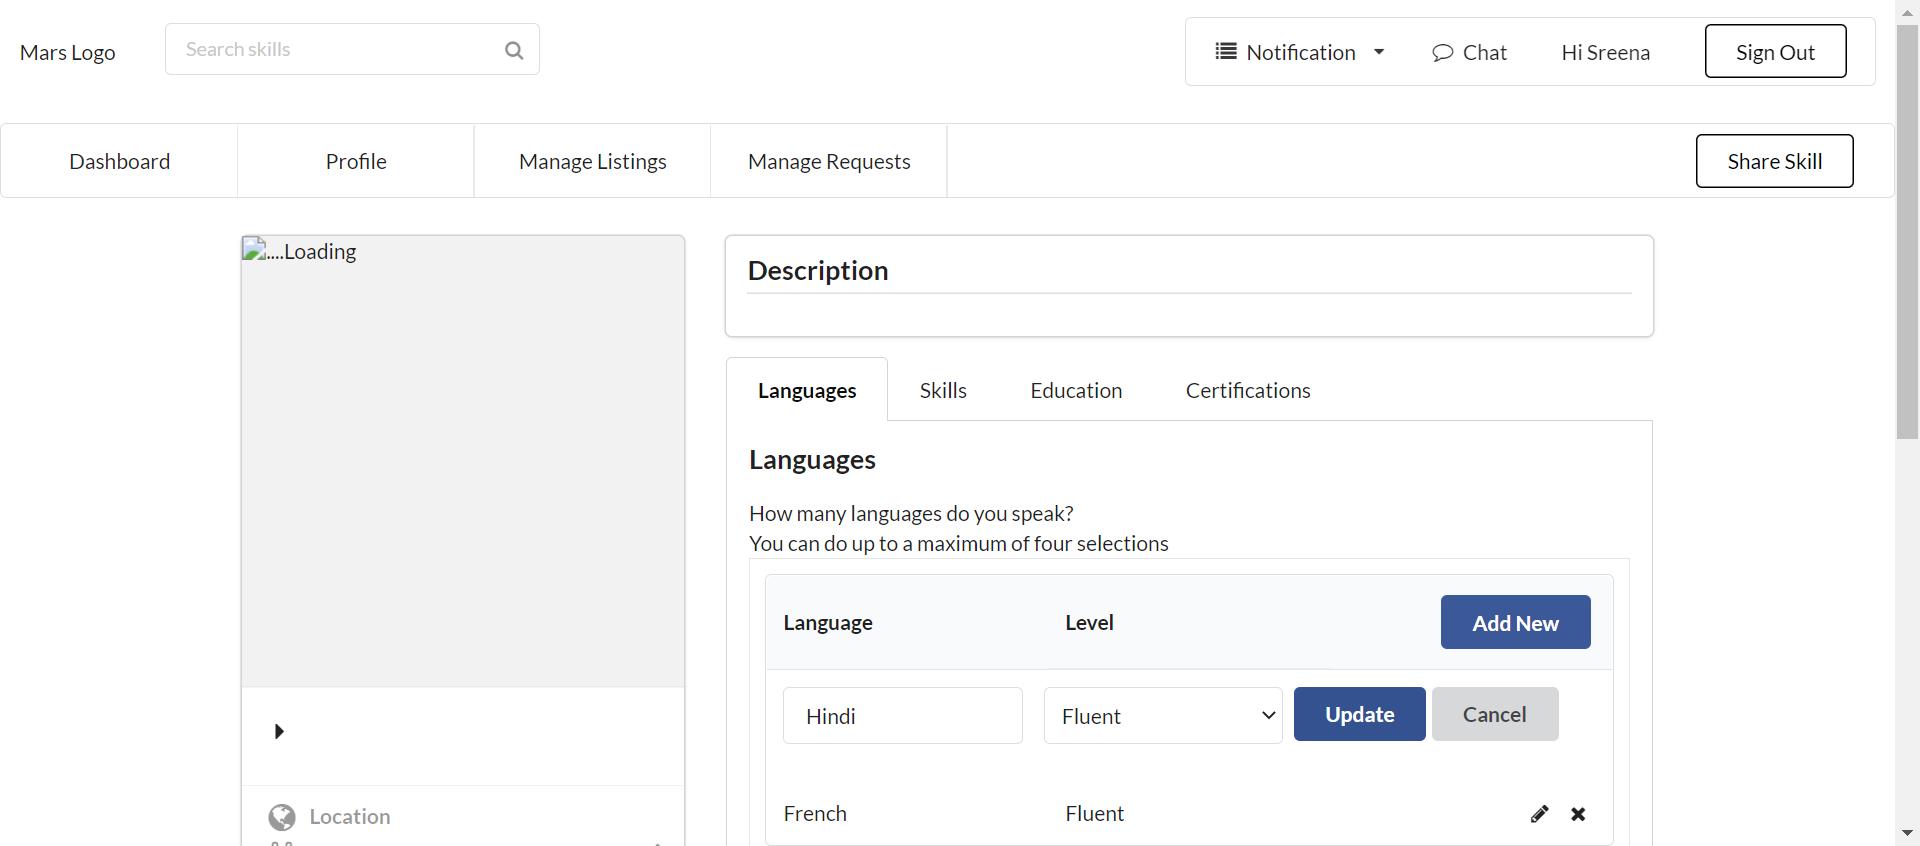 Mars Logo
Search skills
Notification
Chat
Hi Sreena
Sign Out
Dashboard
Profile
Manage Listings
Manage Requests
Share Skill
....Loading
Description
Languages
Skills
Education
Certifications
Languages
How many languages do you speak?
You can do up to a maximum of four selections
Language
Level
Add New
Hindi
Fluent
Update
Cancel
French
Fluent
Location